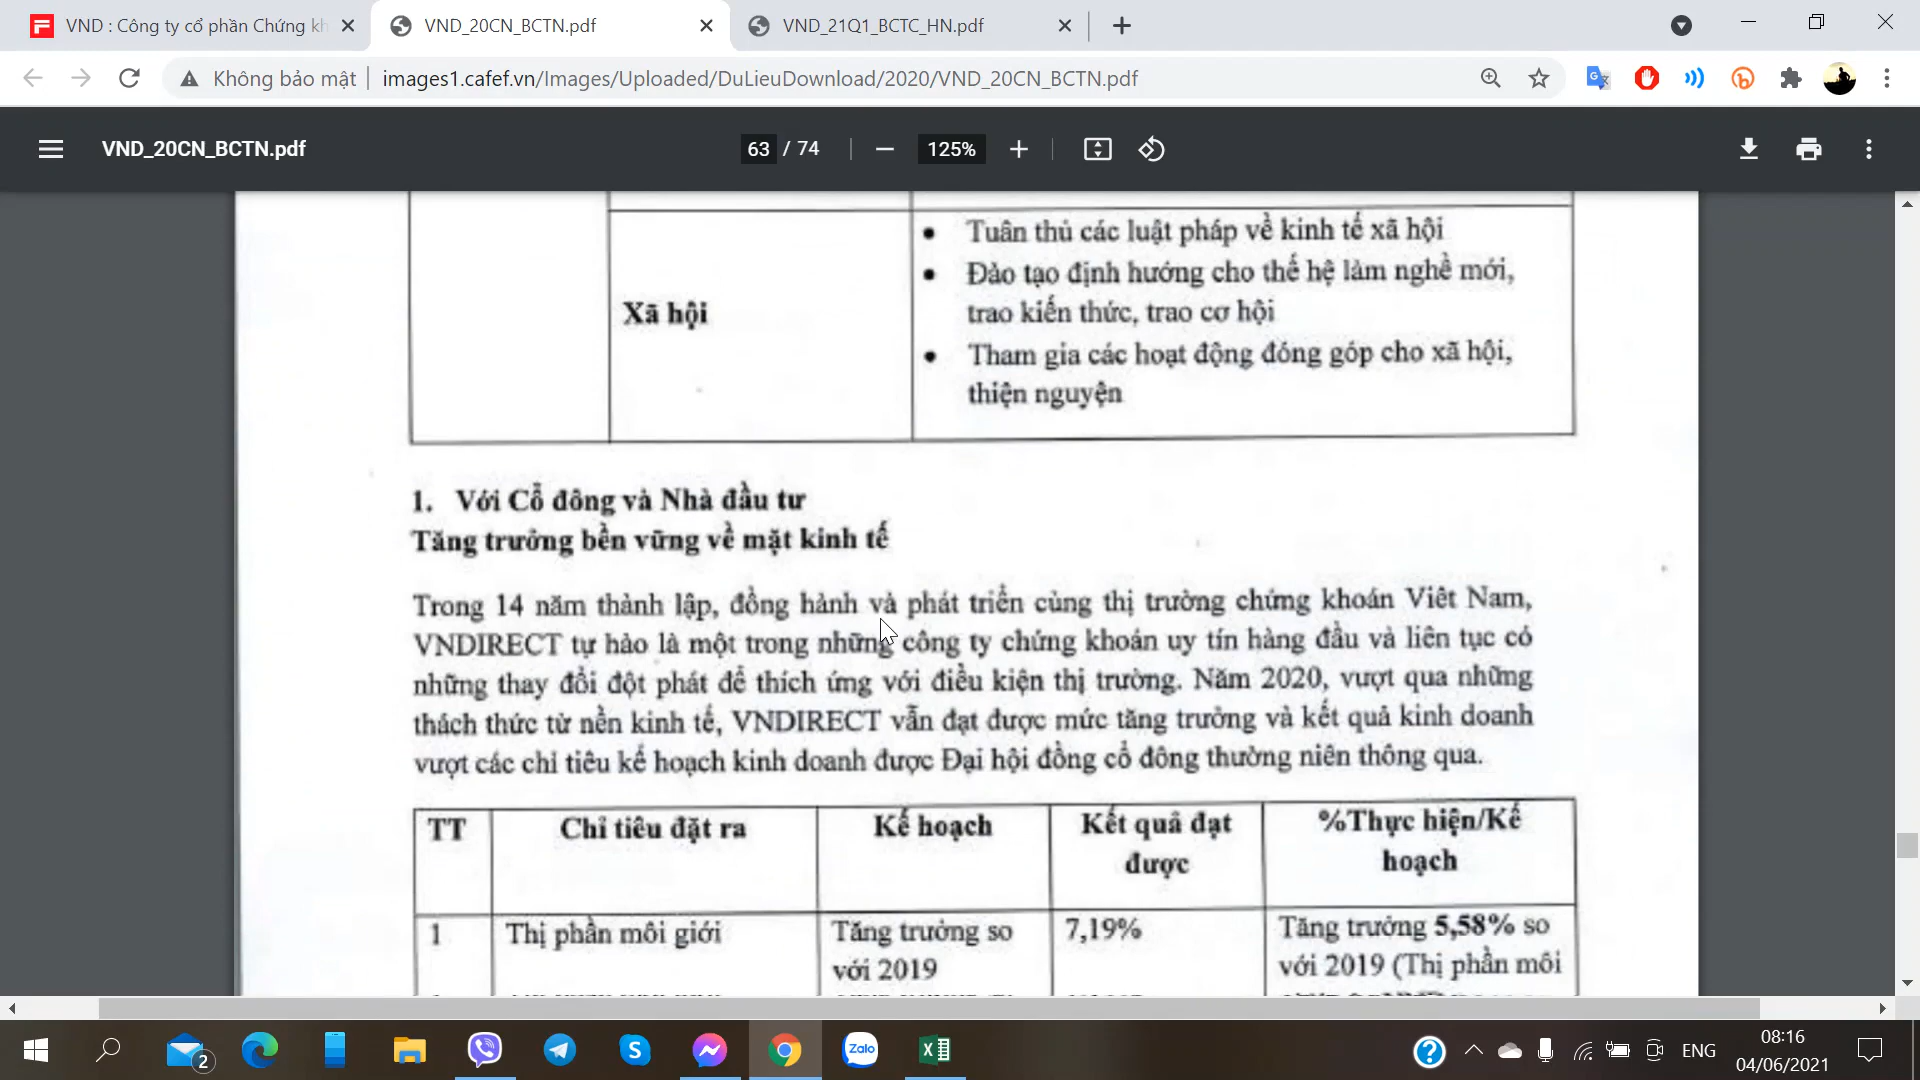 VND : Công ty cổ phần Chứng kh
VND_20CN_BCTN.pdf
VND_21Q1_BCTC_HN.pdf
Không bảo mật
images1.cafef.vn/Images/Uploaded/DuLieuDownload/2020/VND_20CN_BCTN.pdf
VND_20CN_BCTN.pdf
63 / 74
125%
Xã hội
• Tuân thủ các luật pháp về kinh tế xã hội
• Đào tạo định hướng cho thế hệ làm nghề mới,
trao kiến thức, trao cơ hội
• Tham gia các hoạt động đóng góp cho xã hội,
thiện nguyện
1. Với Cổ đông và Nhà đầu tư
Tăng trưởng bền vững về mặt kinh tế
Trong 14 năm thành lập, đồng hành và phát triển cùng thị trường chứng khoán Viêt Nam,
VNDIRECT tự hào là một trong những công ty chứng khoán uy tín hàng đầu và liên tục có
những thay đổi đột phát để thích ứng với điều kiện thị trường. Năm 2020, vượt qua những
thách thức từ nền kinh tế, VNDIRECT vẫn đạt được mức tăng trưởng và kết quả kinh doanh
vượt các chỉ tiêu kế hoạch kinh doanh được Đại hội đồng cổ đông thường niên thông qua.
TT
Chỉ tiêu đặt ra
Kế hoạch
Kết quả đạt
được
%Thực hiện/Kế
hoạch
1
Thị phần môi giới
Tăng trưởng so
với 2019
7,19%
Tăng trưởng 5,58% so
với 2019 (Thị phần môi
2
Zalo
ENG
08:16
04/06/2021